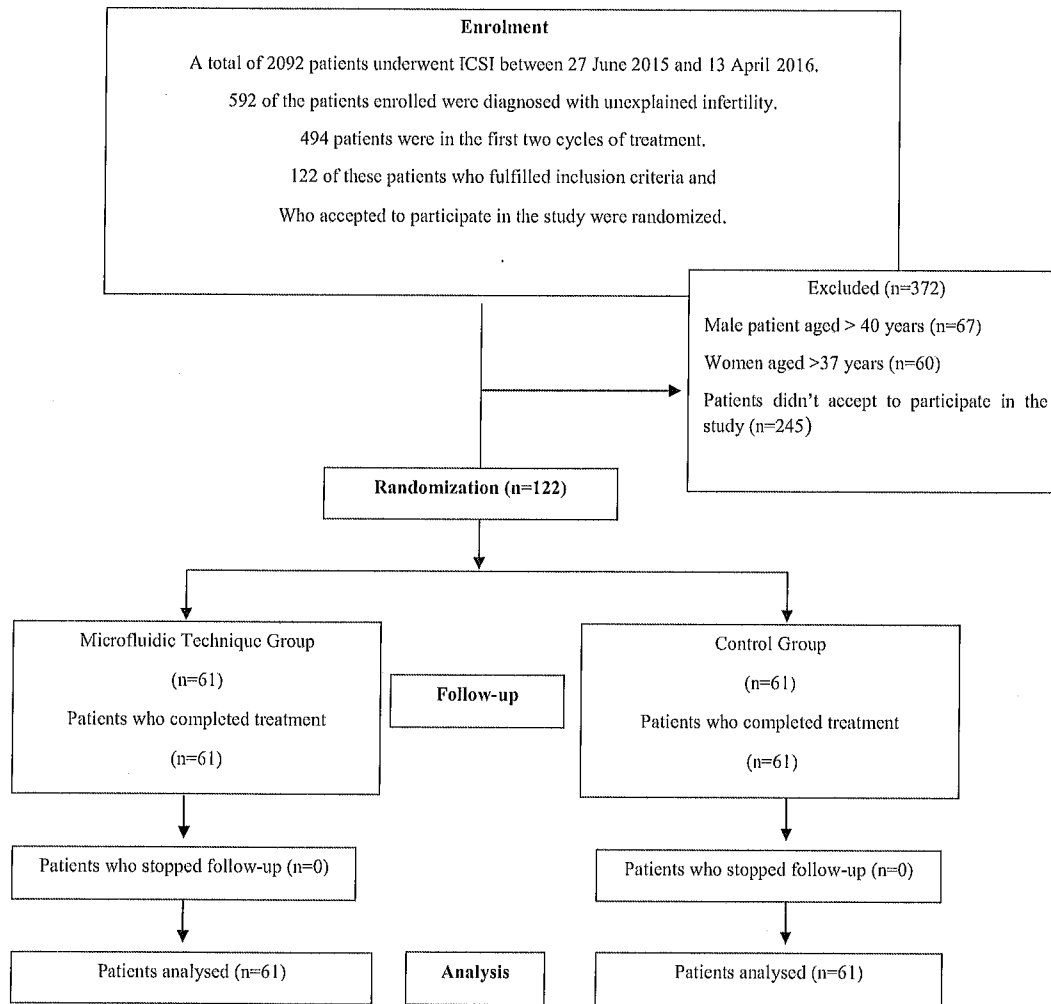 Enrolment
A total of 2092 patients underwent ICSI between 27 June 2015 and 13 April 2016.
592 of the patients enrolled were diagnosed with unexplained infertility.
494 patients were in the first two cycles of treatment.
122 of these patients who fulfilled inclusion criteria and
Who accepted to participate in the study were randomized.
Excluded (n=372)
Male patient aged > 40 years (n=67)
Women aged >37 years (n=60)
Patients didn't accept to participate in the
study (n=245)
Randomization (n=122)
Microfluidic Technique Group
(n=61)
Patients who completed treatment
(n=61)
Follow-up
Control Group
(n=61)
Patients who completed treatment
(n=61)
Patients who stopped follow-up (n=0)
Patients who stopped follow-up (n=0)
Patients analysed (n=61)
Analysis
Patients analysed (n=61)